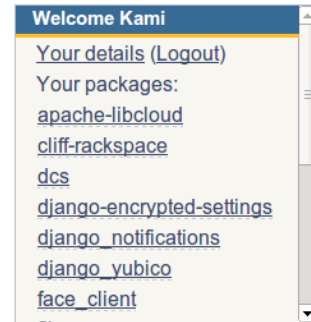 Welcome Kami
Your details (Logout)
Your packages:
apache-libcloud
cliff-rackspace
dcs
django-encrypted-settings
django_notifications
django_yubico
face_client